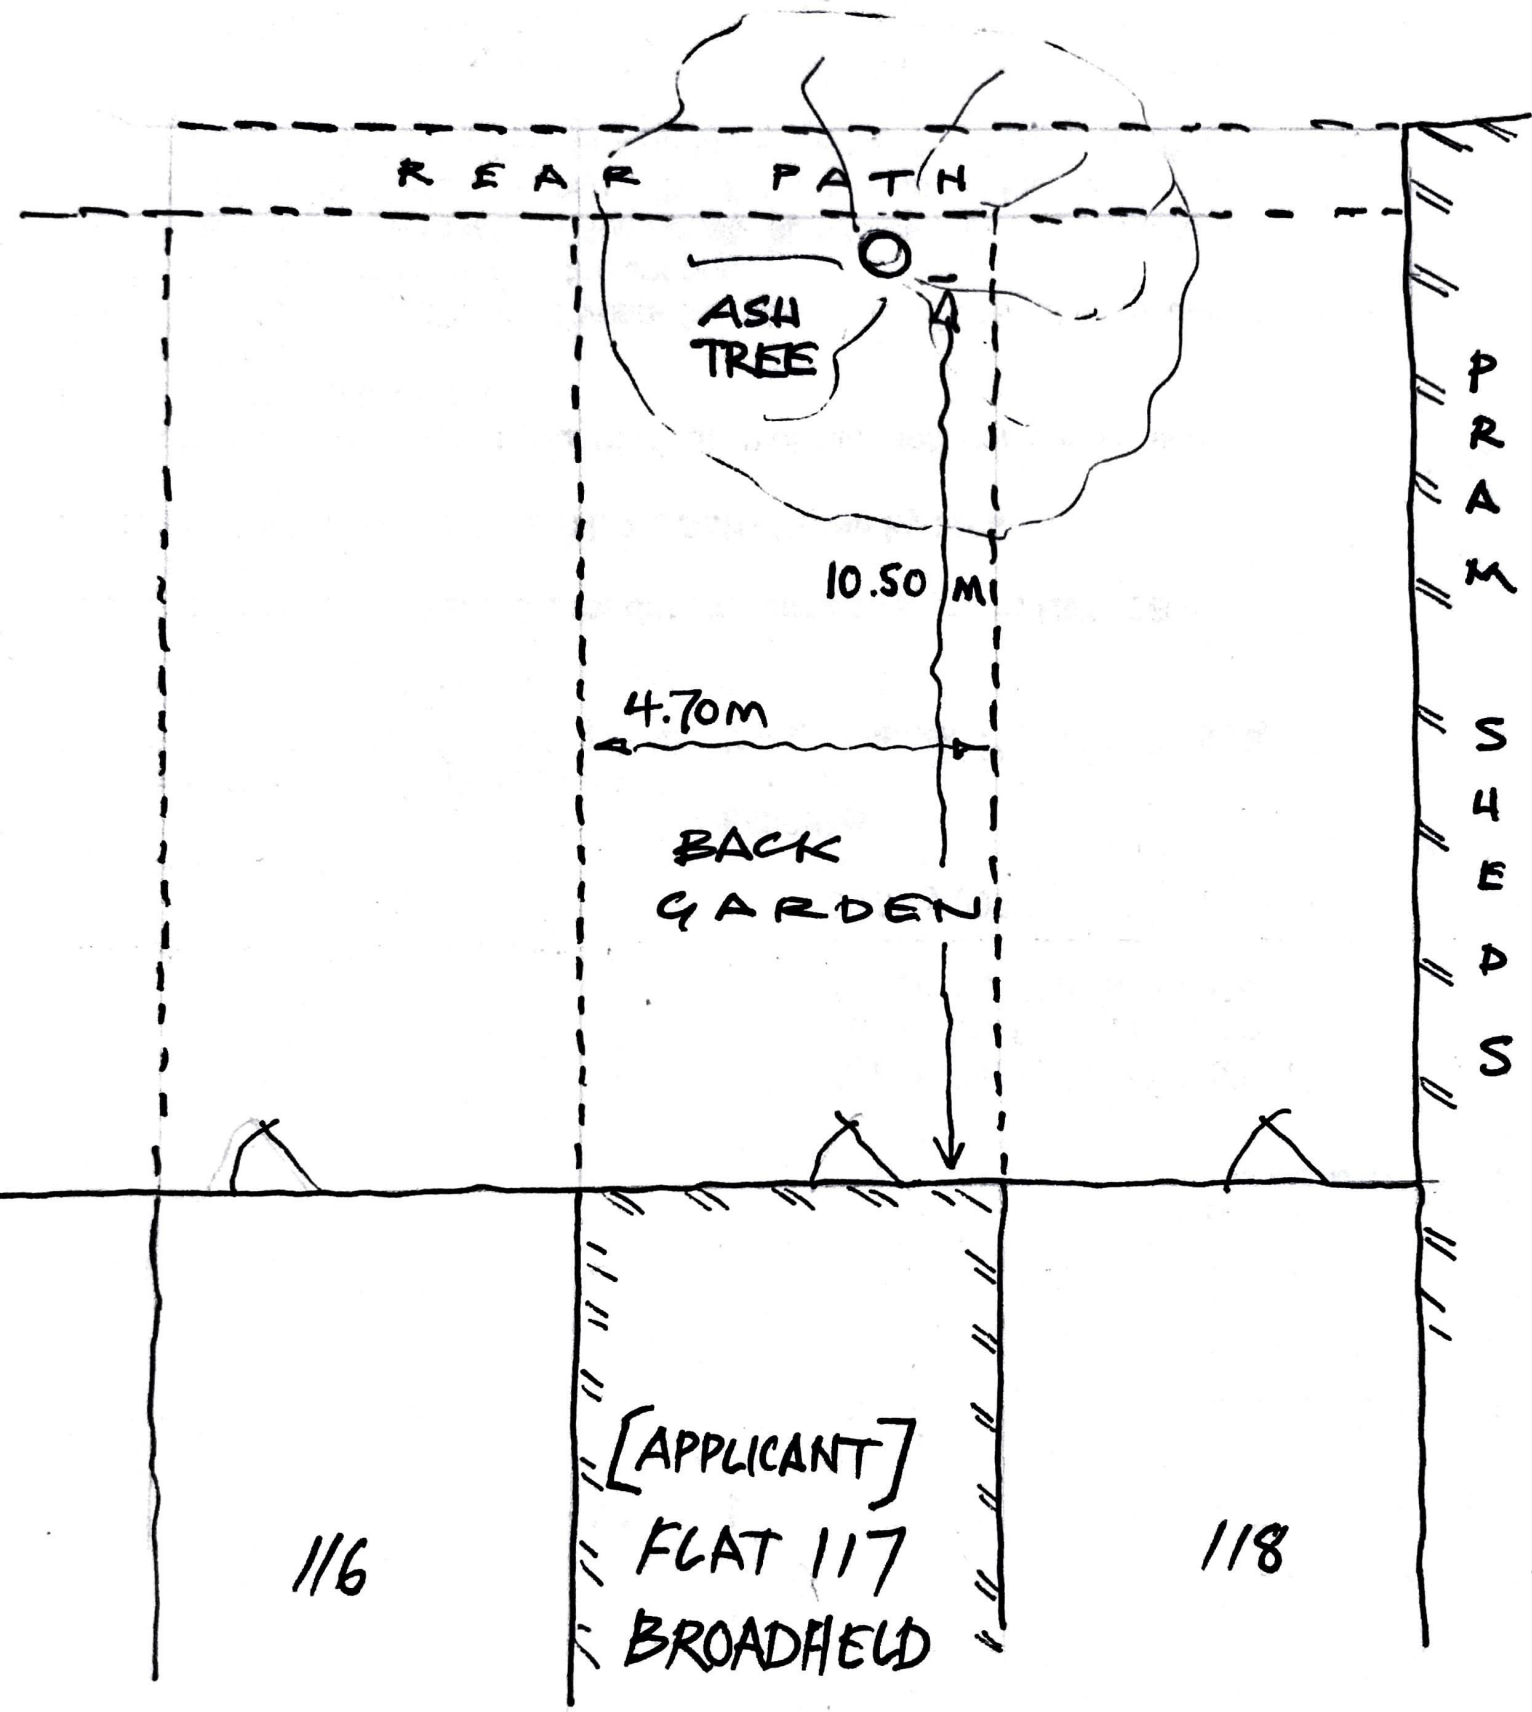 REAR PATH
ASH
TREE
10.50 M
4.70m
BACK
GARDEN
PRAM SHEDS
[APPLICANT]
FLAT 117
BROADFIELD
116
118